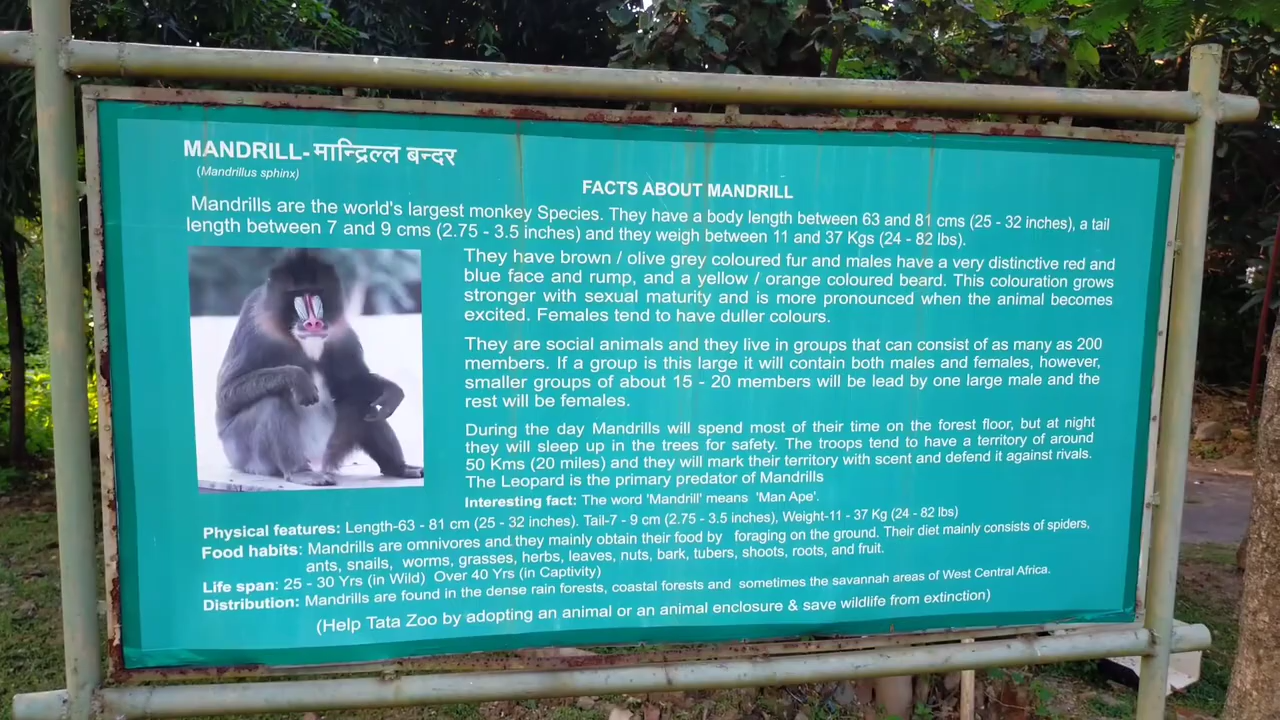 MANDRILL-मान्द्रिल्ल बन्दर
(Mandrillus sphinx)
FACTS ABOUT MANDRILL
Mandrills are the world's largest monkey Species. They have a body length between 63 and 81 cms (25 - 32 inches), a tail
length between 7 and 9 cms (2.75 - 3.5 inches) and they weigh between 11 and 37 Kgs (24 - 82 lbs).
They have brown / olive grey coloured fur and males have a very distinctive red and
blue face and rump, and a yellow / orange coloured beard. This colouration grows
stronger with sexual maturity and is more pronounced when the animal becomes
excited. Females tend to have duller colours.
They are social animals and they live in groups that can consist of as many as 200
members. If a group is this large it will contain both males and females, however,
smaller groups of about 15 - 20 members will be lead by one large male and the
rest will be females.
During the day Mandrills will spend most of their time on the forest floor, but at night
they will sleep up in the trees for safety. The troops tend to have a territory of around
50 Kms (20 miles) and they will mark their territory with scent and defend it against rivals.
The Leopard is the primary predator of Mandrills
Interesting fact: The word 'Mandrill' means 'Man Ape'.
Physical features: Length-63 - 81 cm (25 - 32 inches). Tail-7 - 9 cm (2.75 - 3.5 inches), Weight-11 - 37 Kg (24 - 82 lbs)
Food habits: Mandrills are omnivores and they mainly obtain their food by foraging on the ground. Their diet mainly consists of spiders,
ants, snails, worms, grasses, herbs, leaves, nuts, bark, tubers, shoots, roots, and fruit.
Life span: 25 - 30 Yrs (in Wild) Over 40 Yrs (in Captivity)
Distribution: Mandrills are found in the dense rain forests, coastal forests and sometimes the savannah areas of West Central Africa.
(Help Tata Zoo by adopting an animal or an animal enclosure & save wildlife from extinction)